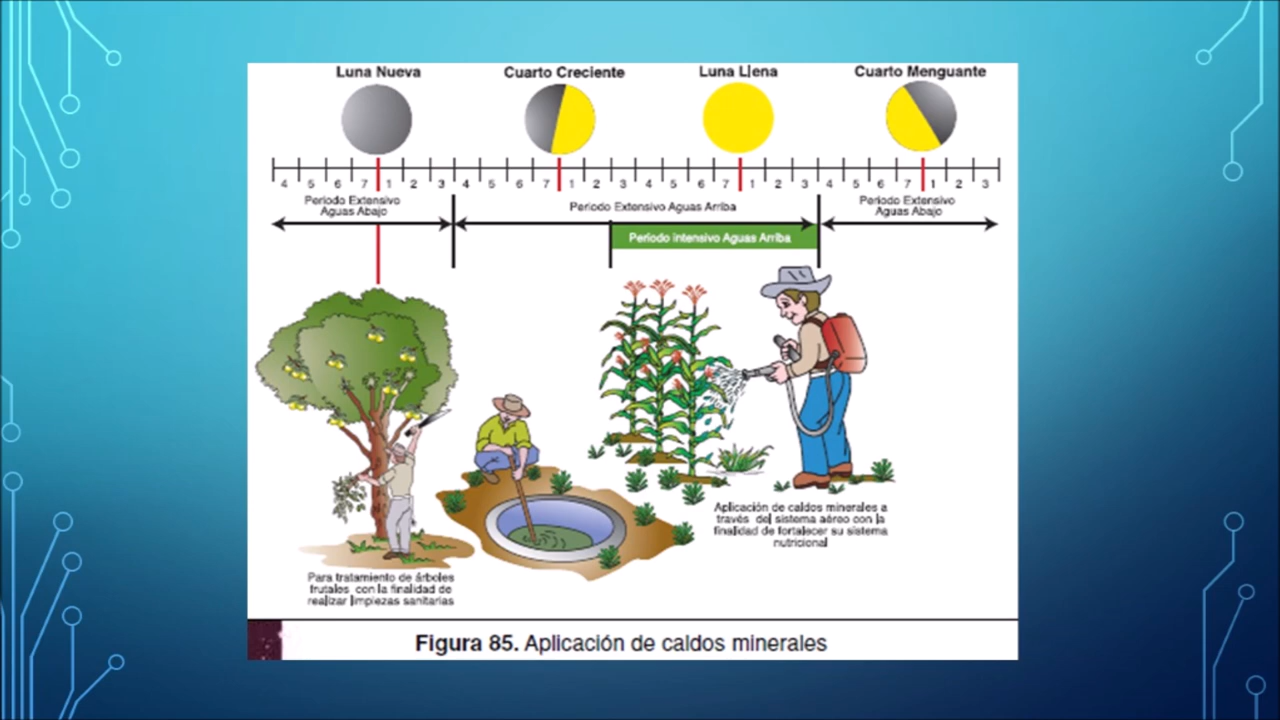 Luna Nueva Cuarto Creciente Luna Llena Cuarto Menguante
4 5 6 7 1 2 3 4 5 6 7 1 2 3 4 5 6 7 1 2 3 4 5 6 7 1 2 3
Periodo Extensivo
Aguas Abajo
Periodo Extensivo Aguas Arriba
Periodo Extensivo
Aguas Abajo
Periodo intensivo Aguas Arriba
Aplicación de caldos minerales a
través del sistema aéreo con la
finalidad de fortalecer su sistema
nutricional
Para tratamiento de árboles
frutales con la finalidad de
realizar limpiezas sanitarias
Figura 85. Aplicación de caldos minerales